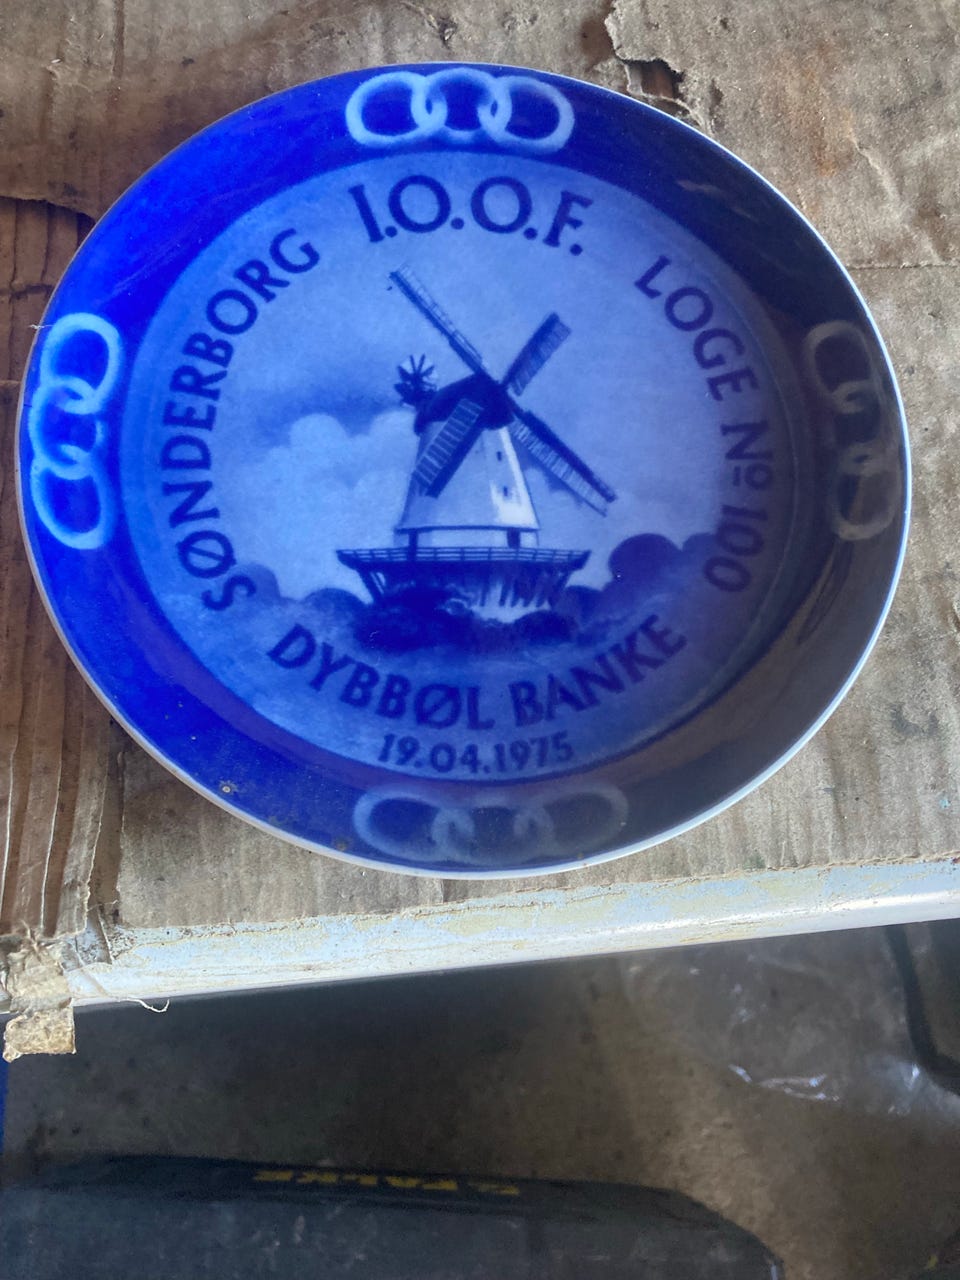 SØNDERBORG I.O.O.F. LOGE No 100
DYBBØL BANKE
19.04.1975